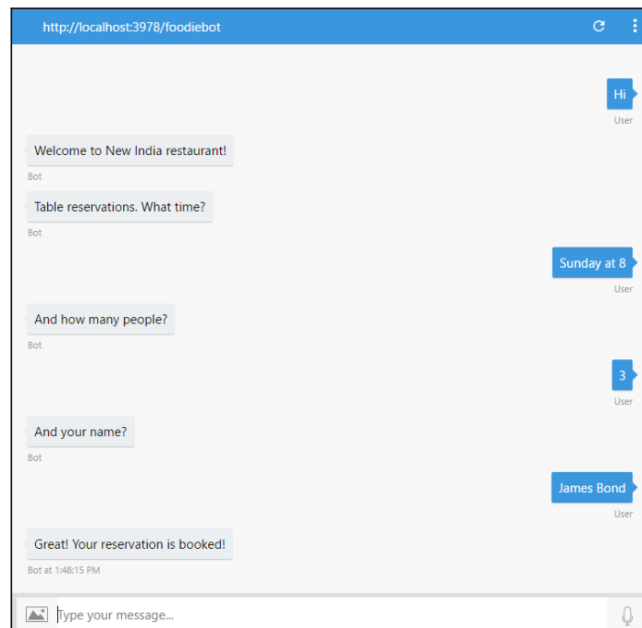 http://localhost:3978/foodiebot
Hi
User
Welcome to New India restaurant!
Bot
Table reservations. What time?
Bot
Sunday at 8
User
And how many people?
Bot
3
User
And your name?
Bot
James Bond
User
Great! Your reservation is booked!
Bot at 1:48:15 PM
Type your message...